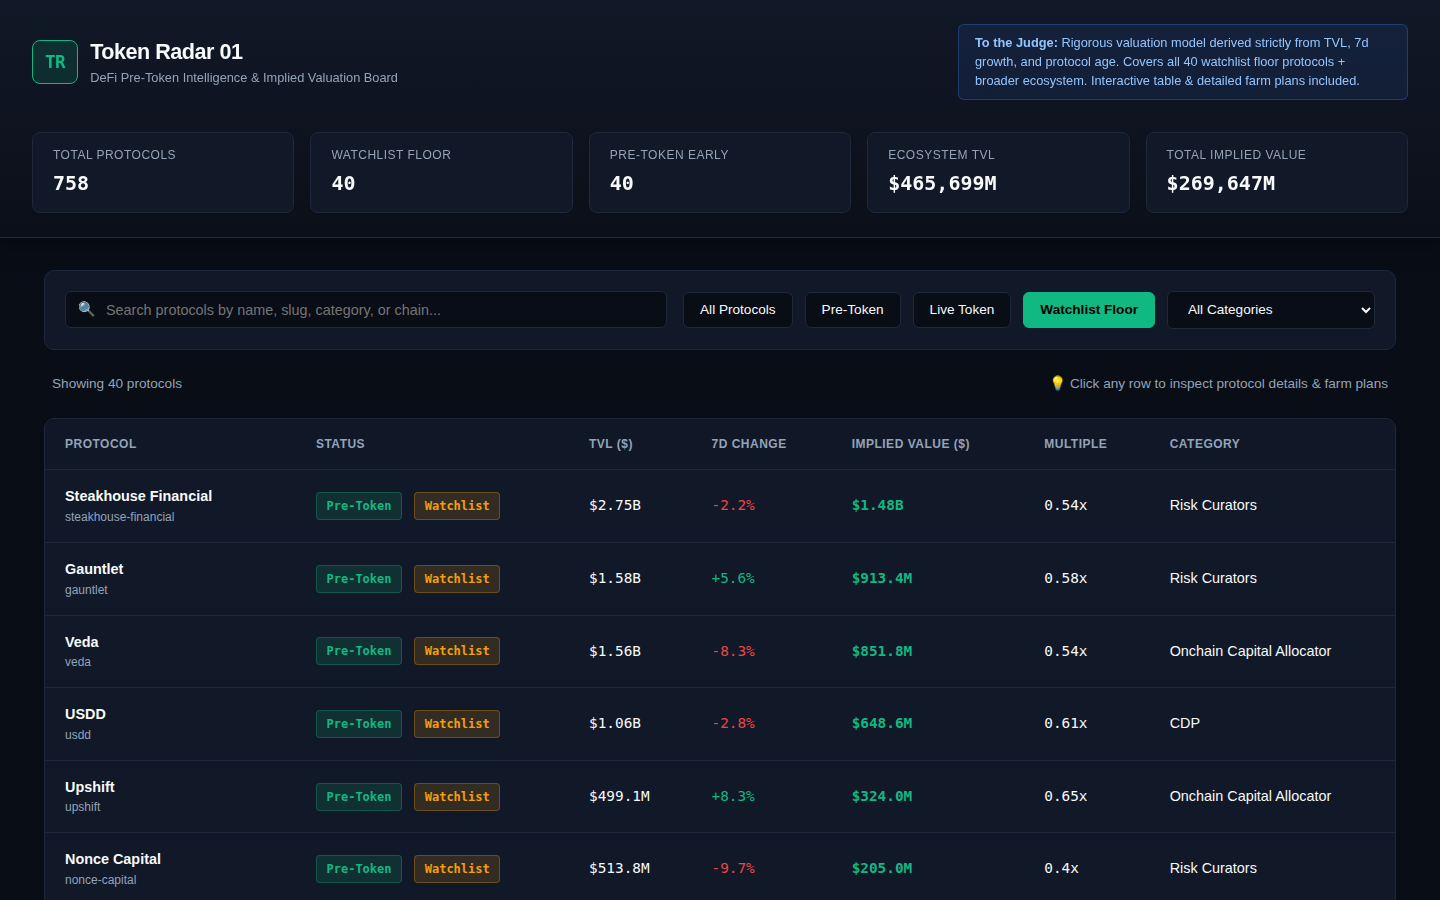 TR
Token Radar 01
DeFi Pre-Token Intelligence & Implied Valuation Board
To the Judge: Rigorous valuation model derived strictly from TVL, 7d
growth, and protocol age. Covers all 40 watchlist floor protocols +
broader ecosystem. Interactive table & detailed farm plans included.
TOTAL PROTOCOLS
758
WATCHLIST FLOOR
40
PRE-TOKEN EARLY
40
ECOSYSTEM TVL
$465,699M
TOTAL IMPLIED VALUE
$269,647M
Search protocols by name, slug, category, or chain...
All Protocols
Pre-Token
Live Token
Watchlist Floor
All Categories
Showing 40 protocols
Click any row to inspect protocol details & farm plans
PROTOCOL STATUS TVL ($) 7D CHANGE IMPLIED VALUE ($) MULTIPLE CATEGORY
Steakhouse Financial
steakhouse-financial
Pre-Token Watchlist $2.75B -2.2% $1.48B 0.54x Risk Curators
Gauntlet
gauntlet
Pre-Token Watchlist $1.58B +5.6% $913.4M 0.58x Risk Curators
Veda
veda
Pre-Token Watchlist $1.56B -8.3% $851.8M 0.54x Onchain Capital Allocator
USDD
usdd
Pre-Token Watchlist $1.06B -2.8% $648.6M 0.61x CDP
Upshift
upshift
Pre-Token Watchlist $499.1M +8.3% $324.0M 0.65x Onchain Capital Allocator
Nonce Capital
nonce-capital
Pre-Token Watchlist $513.8M -9.7% $205.0M 0.4x Risk Curators